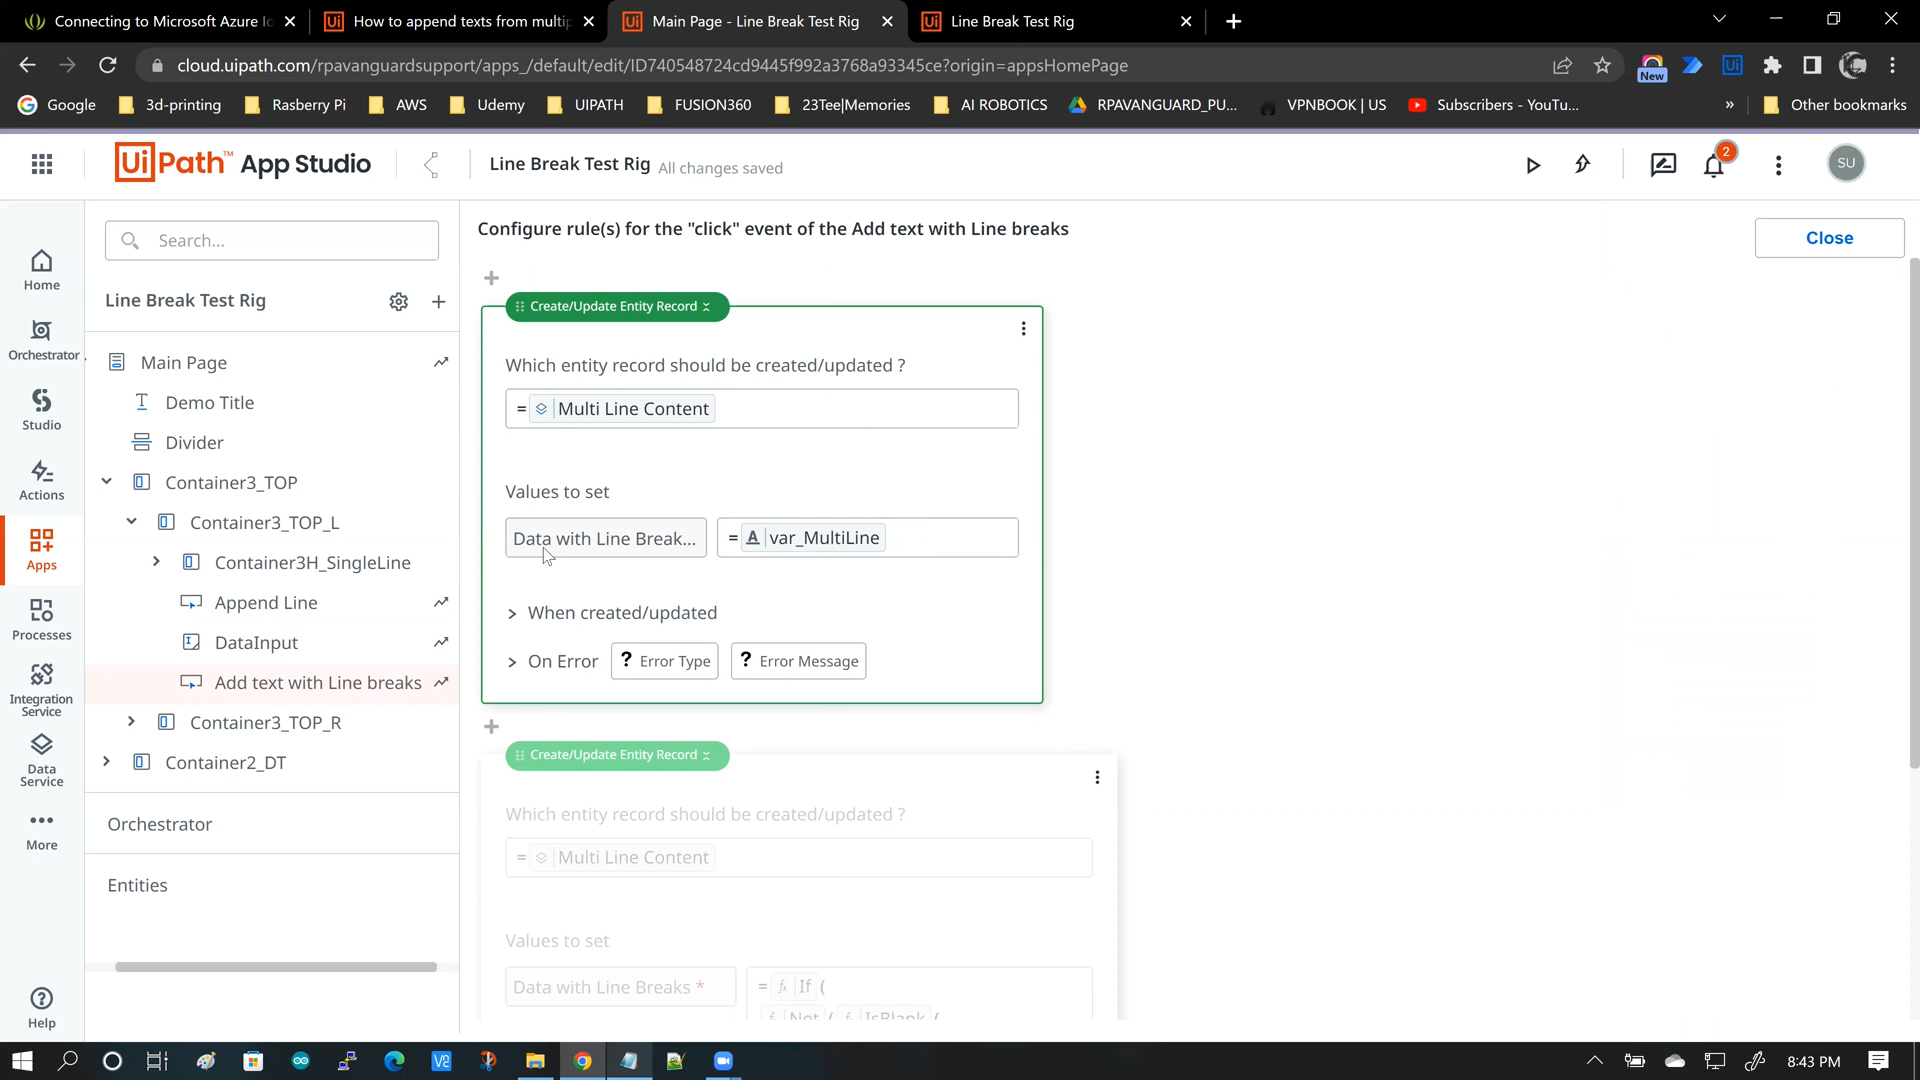 Connecting to Microsoft Azure Io
How to append texts from multip
Main Page - Line Break Test Rig
Line Break Test Rig
cloud.uipath.com/rpavanguardsupport/apps_/default/edit/ID740548724cd9445f992a3768a93345ce?origin=appsHomePage
New
Google
3d-printing
Rasberry Pi
AWS
Udemy
UIPATH
FUSION360
23Tee|Memories
AI ROBOTICS
RPAVANGUARD_PU...
VPNBOOK | US
Subscribers - YouTu...
»
Other bookmarks
UiPath™ App Studio
Line Break Test Rig
All changes saved
2
SU
Home
Orchestrator
Studio
Actions
Apps
Processes
Integration
Service
Data
Service
More
Help
Search...
Line Break Test Rig
Main Page
Demo Title
Divider
Container3_TOP
Container3_TOP_L
Container3H_SingleLine
Append Line
DataInput
Add text with Line breaks
Container3_TOP_R
Container2_DT
Orchestrator
Entities
Configure rule(s) for the "click" event of the Add text with Line breaks
Close
Create/Update Entity Record
Which entity record should be created/updated ?
= Multi Line Content
Values to set
Data with Line Break...
= A var_MultiLine
> When created/updated
> On Error
? Error Type
? Error Message
Create/Update Entity Record
Which entity record should be created/updated ?
= Multi Line Content
Values to set
Data with Line Breaks *
= fx If (
fx Not ( fx IsBlank (
8:43 PM